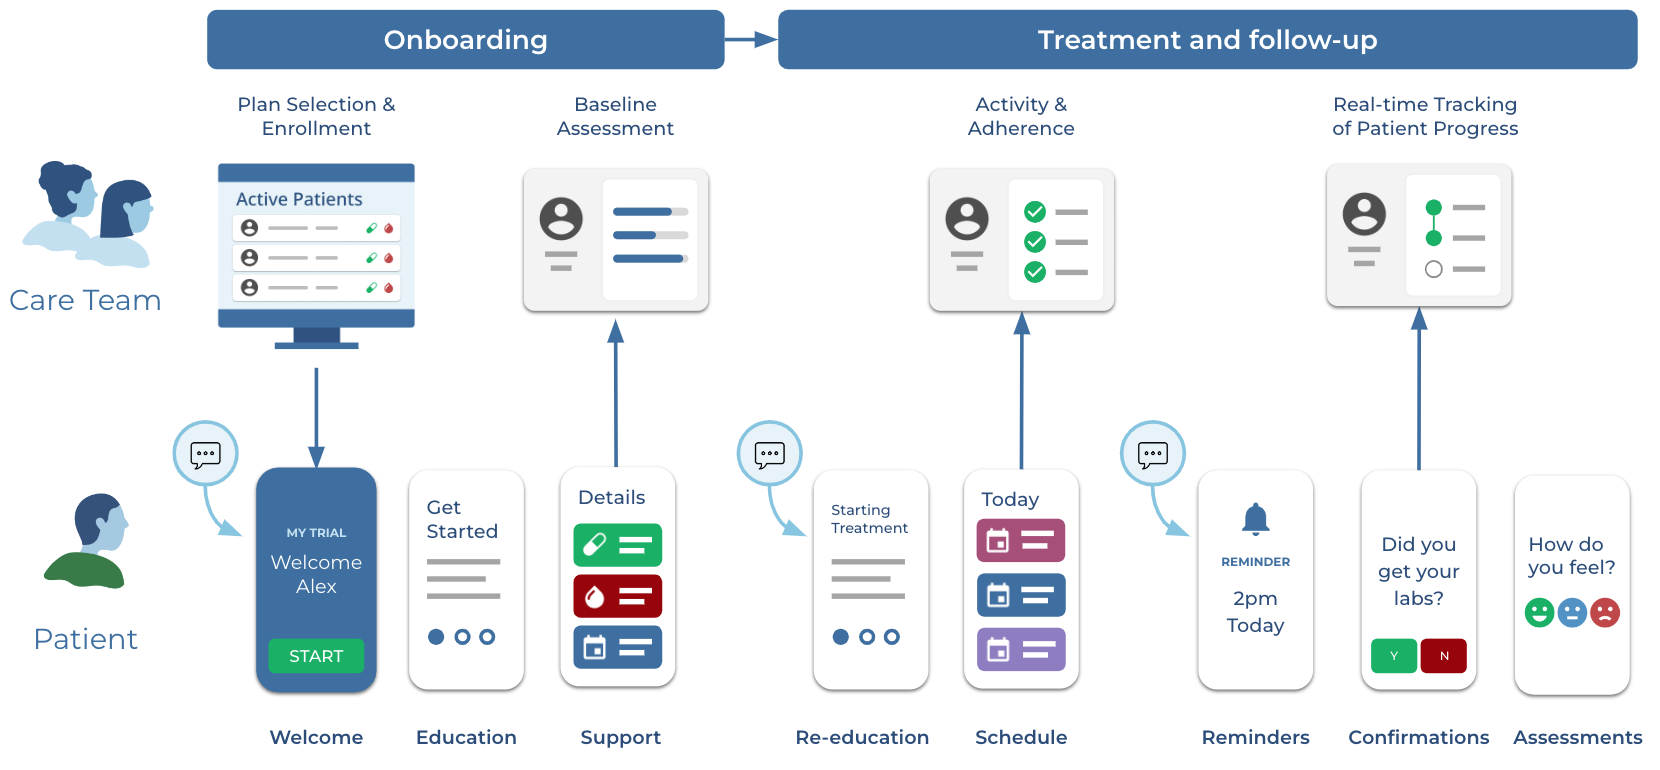 Onboarding
Treatment and follow-up
Plan Selection &
Enrollment
Baseline
Assessment
Activity &
Adherence
Real-time Tracking
of Patient Progress
Active Patients
Care Team
MY TRIAL
Welcome
Alex
START
Get
Started
Details
Starting
Treatment
Today
REMINDER
2pm
Today
Did you
get your
labs?
Y
N
How do
you feel?
Patient
Welcome
Education
Support
Re-education
Schedule
Reminders
Confirmations
Assessments